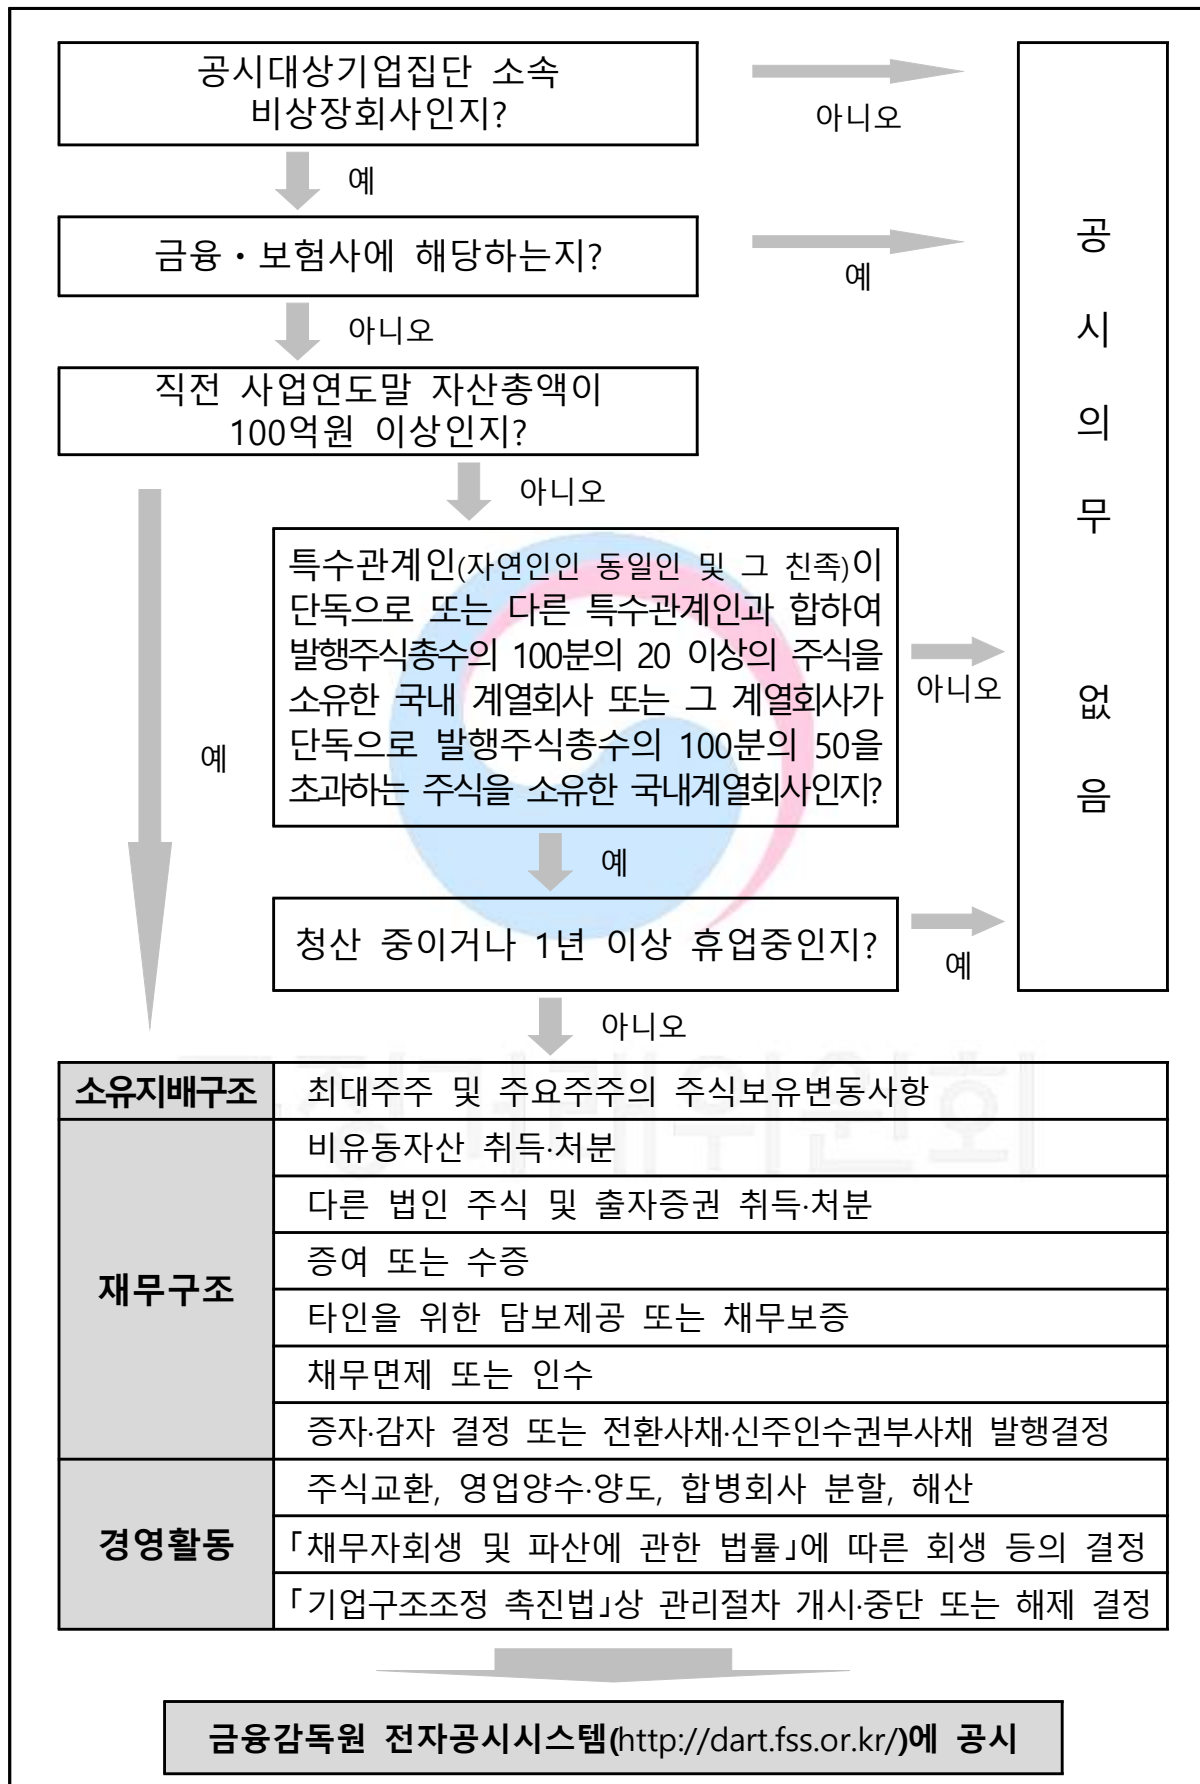 공시대상기업집단 소속
비상장회사인지?
아니오
예
금융・보험사에 해당하는지?
예
아니오
직전 사업연도말 자산총액이
100억원 이상인지?
아니오
예
특수관계인(자연인인 동일인 및 그 친족)이
단독으로 또는 다른 특수관계인과 합하여
발행주식총수의 100분의 20 이상의 주식을
소유한 국내 계열회사 또는 그 계열회사가
단독으로 발행주식총수의 100분의 50을
초과하는 주식을 소유한 국내계열회사인지?
아니오
예
청산 중이거나 1년 이상 휴업중인지?
예
아니오
공
시
의
무
없
음
소유지배구조 최대주주 및 주요주주의 주식보유변동사항
재무구조
비유동자산 취득·처분
다른 법인 주식 및 출자증권 취득·처분
증여 또는 수증
타인을 위한 담보제공 또는 채무보증
채무면제 또는 인수
증자·감자 결정 또는 전환사채·신주인수권부사채 발행결정
경영활동
주식교환, 영업양수·양도, 합병회사 분할, 해산
「채무자회생 및 파산에 관한 법률」에 따른 회생 등의 결정
「기업구조조정 촉진법」상 관리절차 개시·중단 또는 해제 결정
금융감독원 전자공시시스템(http://dart.fss.or.kr/)에 공시